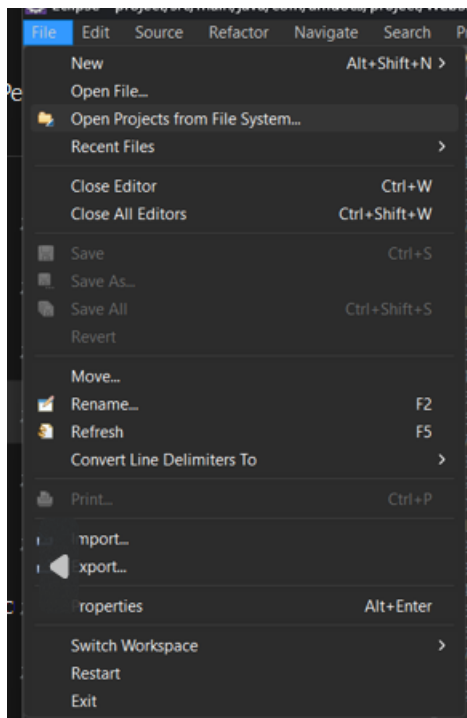 File Edit Source Refactor Navigate Search
New Alt+Shift+N >
Open File...
Open Projects from File System...
Recent Files >
Close Editor Ctrl+W
Close All Editors Ctrl+Shift+W
Save Ctrl+S
Save As...
Save All Ctrl+Shift+S
Revert
Move...
Rename... F2
Refresh F5
Convert Line Delimiters To >
Print... Ctrl+P
mport...
xport...
Properties Alt+Enter
Switch Workspace >
Restart
Exit